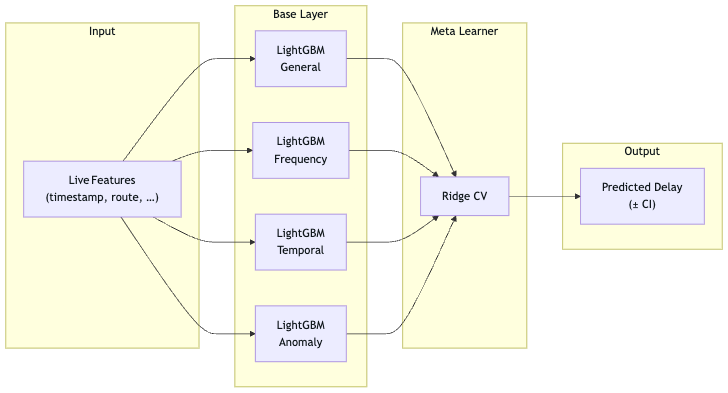 Input
Live Features
(timestamp, route, …)
Base Layer
LightGBM
General
LightGBM
Frequency
LightGBM
Temporal
LightGBM
Anomaly
Meta Learner
Ridge CV
Output
Predicted Delay
(± CI)